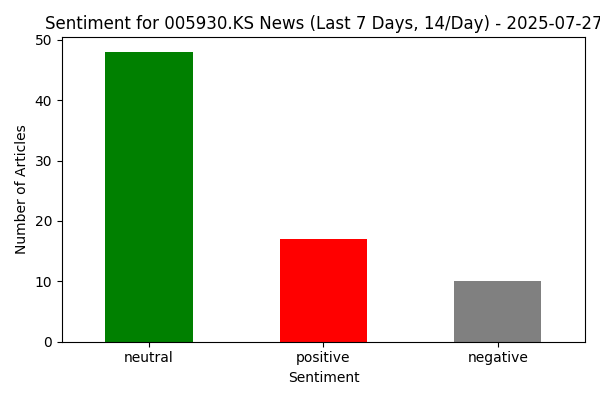 Sentiment for 005930.KS News (Last 7 Days, 14/Day) - 2025-07-27
50
40
30
20
10
0
Number of Articles
neutral positive negative
Sentiment